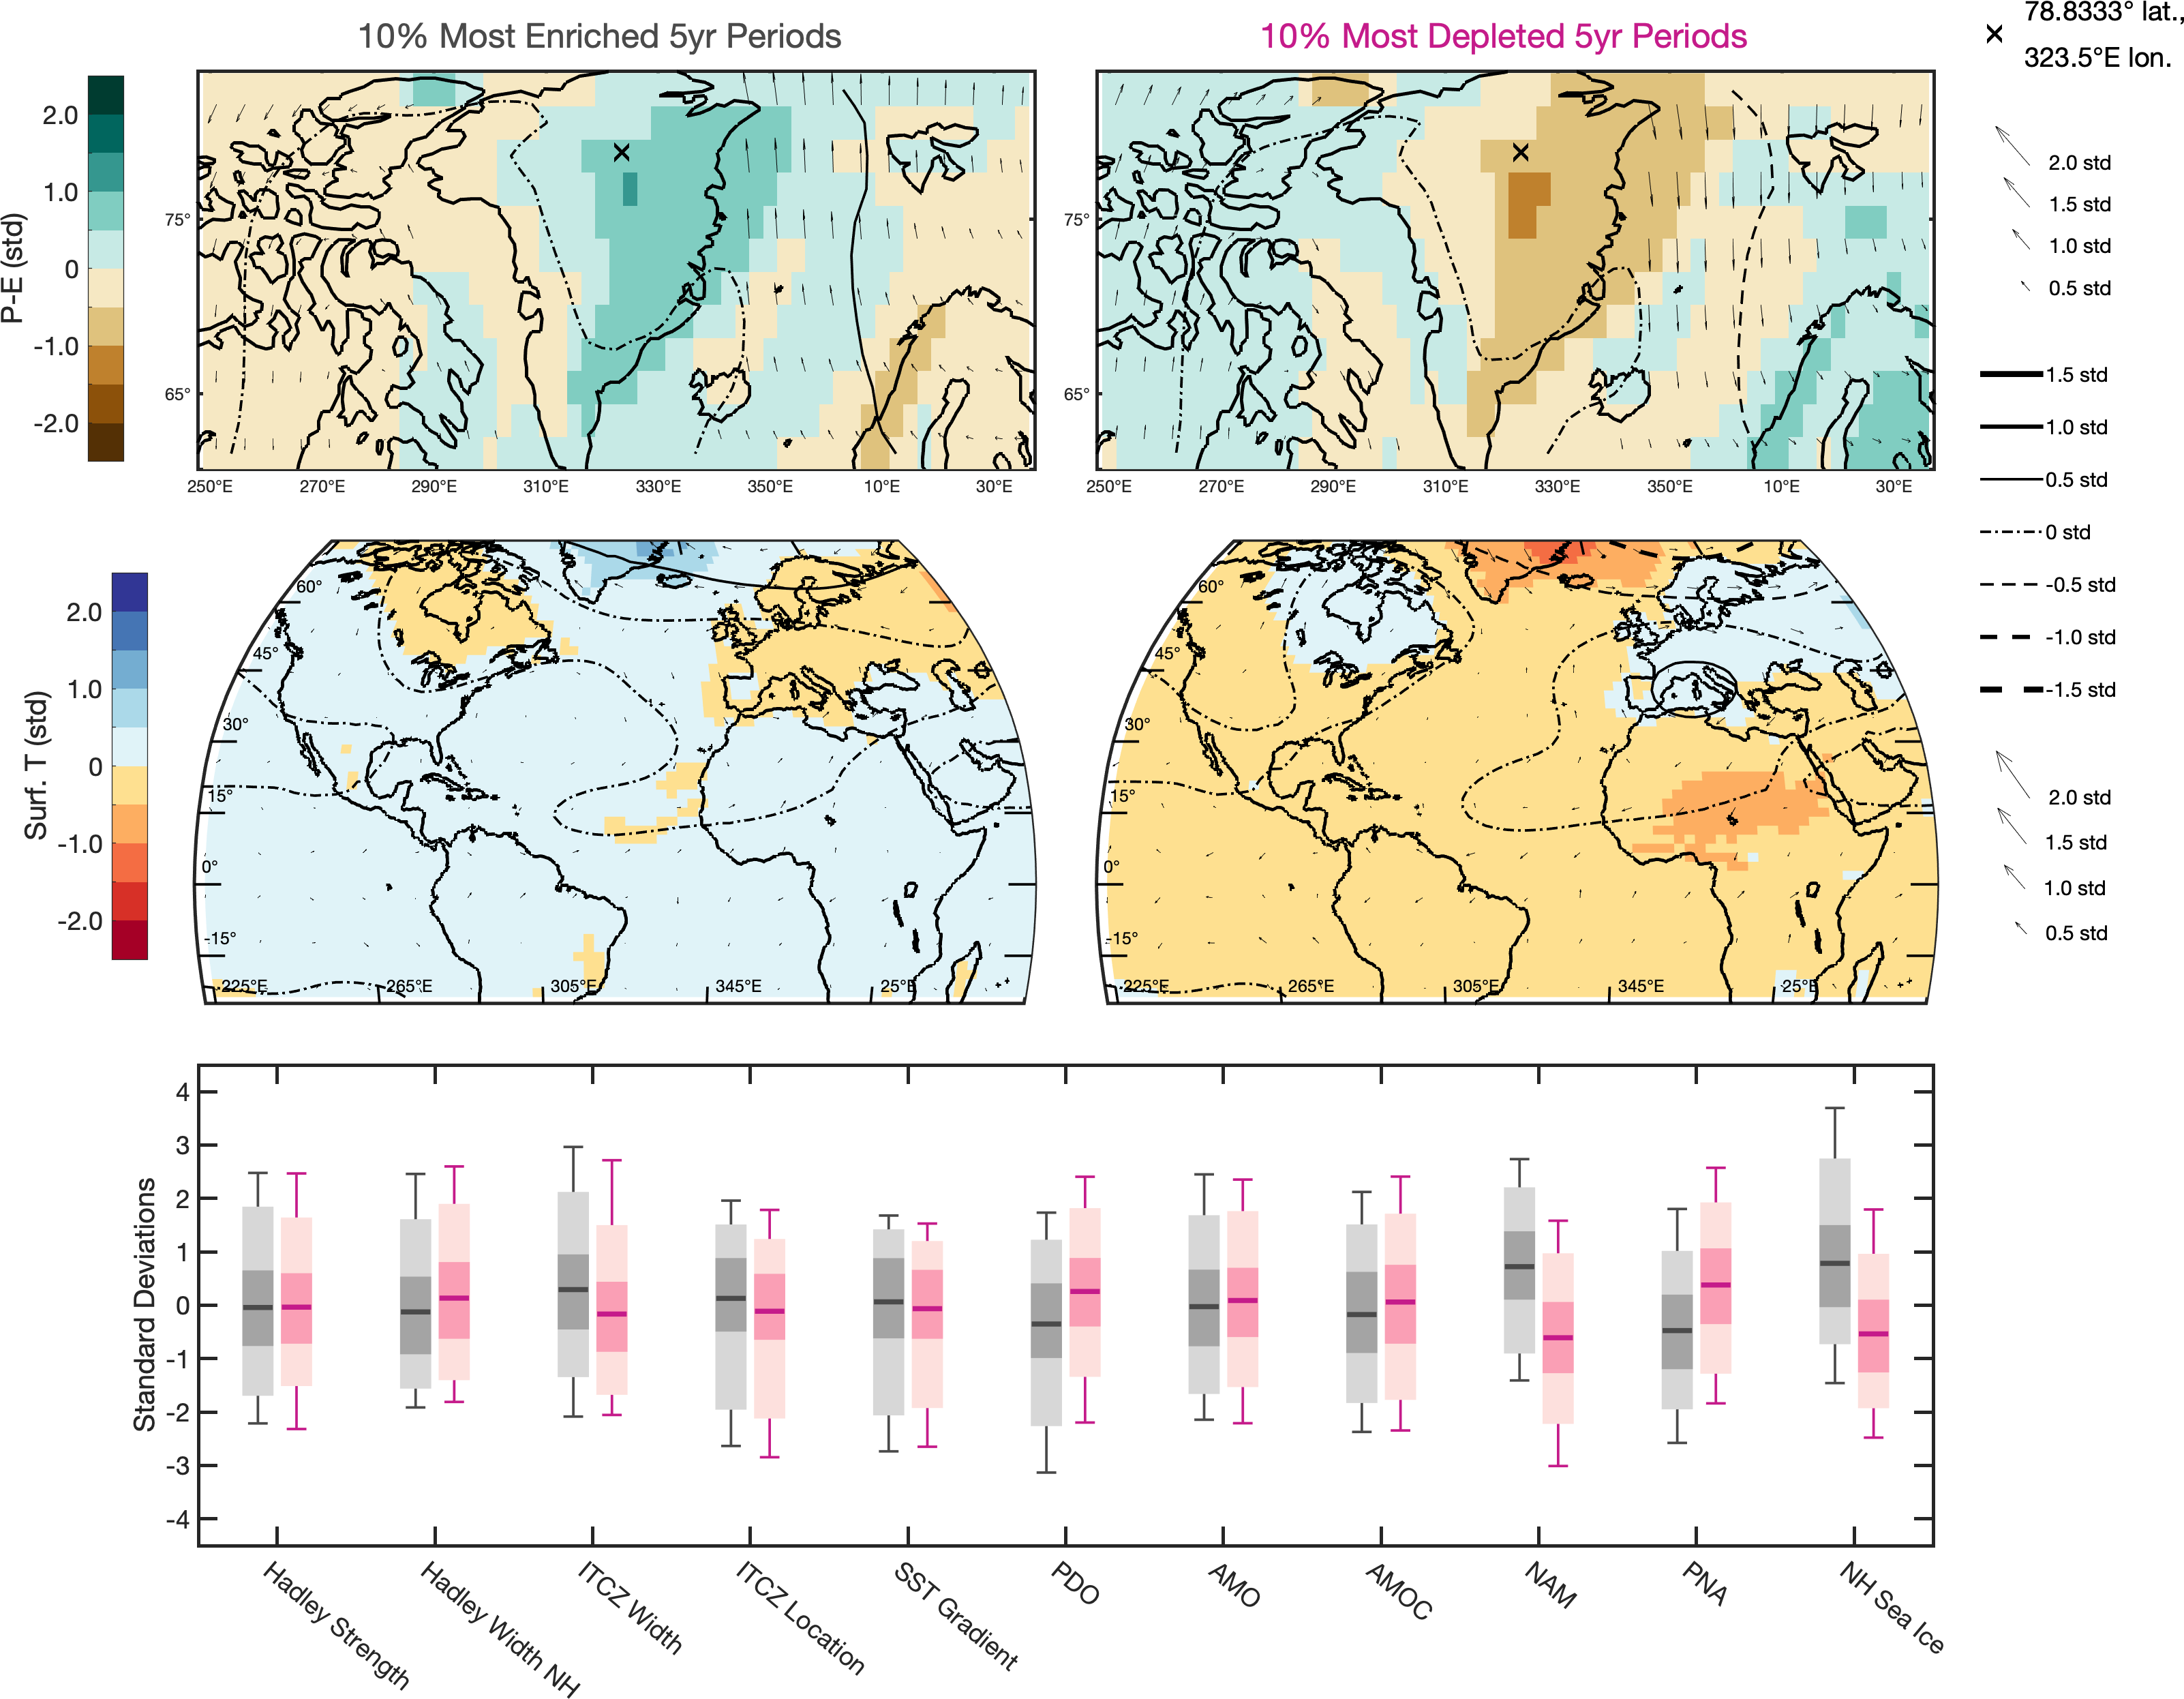 10% Most Enriched 5yr Periods
10% Most Depleted 5yr Periods
78.8333° lat.,
323.5°E lon.
P-E (std)
2.0
1.0
0
-1.0
-2.0
75°
65°
250°E 270°E 290°E 310°E 330°E 350°E 10°E 30°E
75°
65°
250°E 270°E 290°E 310°E 330°E 350°E 10°E 30°E
2.0 std
1.5 std
1.0 std
0.5 std
1.5 std
1.0 std
0.5 std
0 std
-0.5 std
-1.0 std
-1.5 std
Surf. T (std)
2.0
1.0
0
-1.0
-2.0
60°
45°
30°
15°
0°
-15°
225°E 265°E 305°E 345°E 25°E
60°
45°
30°
15°
0°
-15°
225°E 265°E 305°E 345°E 25°E
2.0 std
1.5 std
1.0 std
0.5 std
Standard Deviations
4
3
2
1
0
-1
-2
-3
-4
Hadley Strength
Hadley Width NH
ITCZ Width
ITCZ Location
SST Gradient
PDO
AMO
AMOC
NAM
PNA
NH Sea Ice